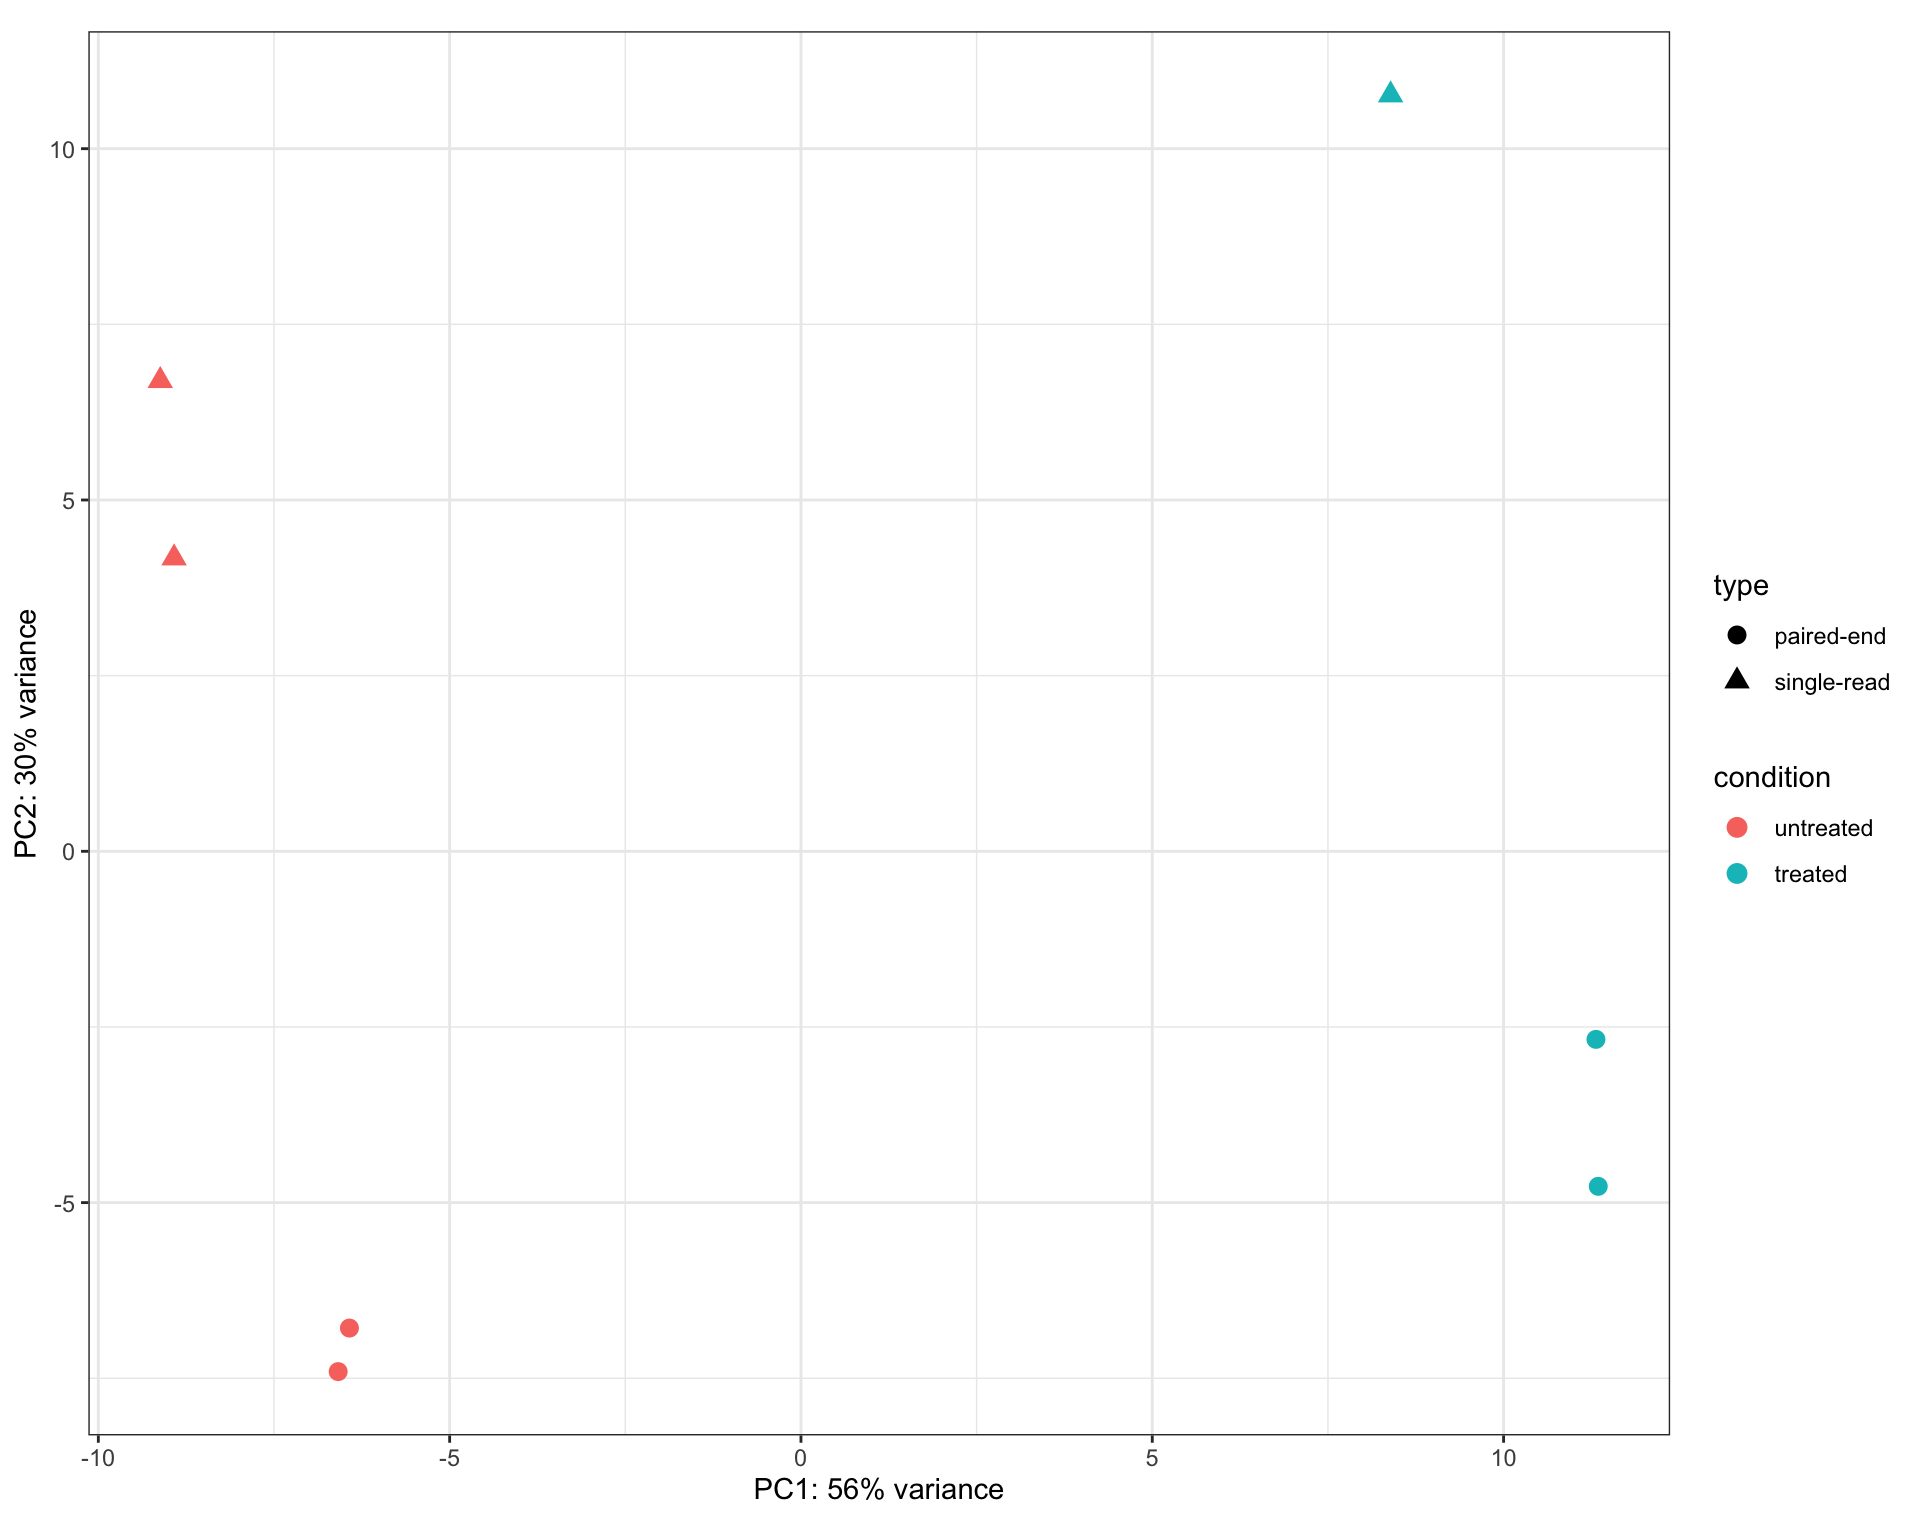 10
5
0
-5
PC2: 30% variance
-10
-5
0
5
10
PC1: 56% variance
type
paired-end
single-read
condition
untreated
treated